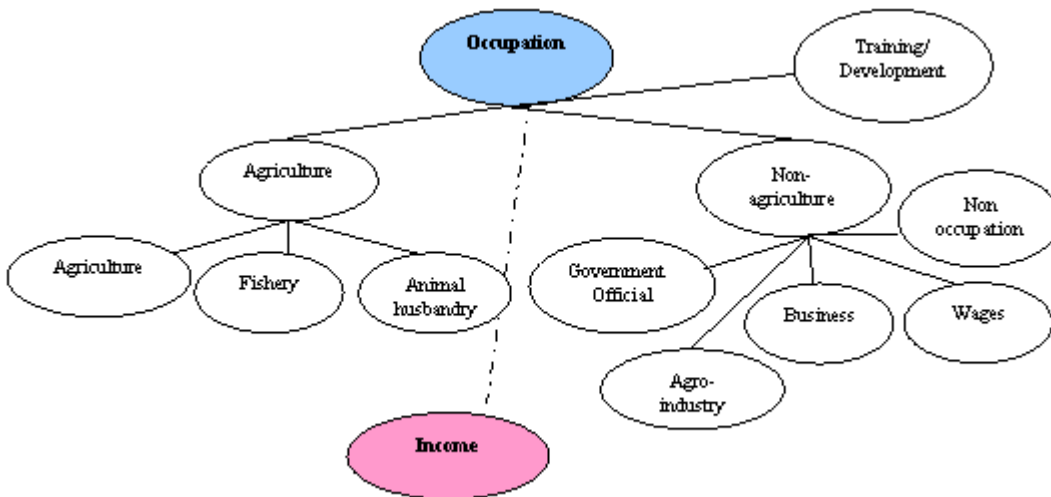 Occupation
Training/
Development
Agriculture
Non-
agriculture
Non
occupation
Agriculture
Fishery
Animal
husbandry
Government
Official
Business
Wages
Agro-
industry
Income